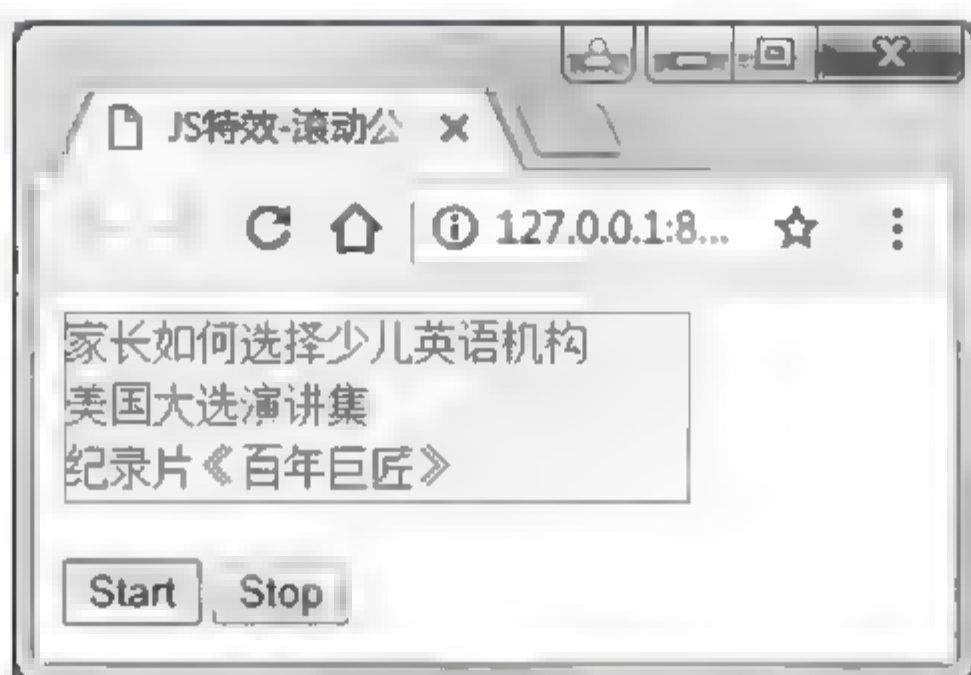 JS特效-滚动公
127.0.0.1:8...
家长如何选择少儿英语机构
美国大选演讲集
纪录片《百年巨匠》
Start Stop